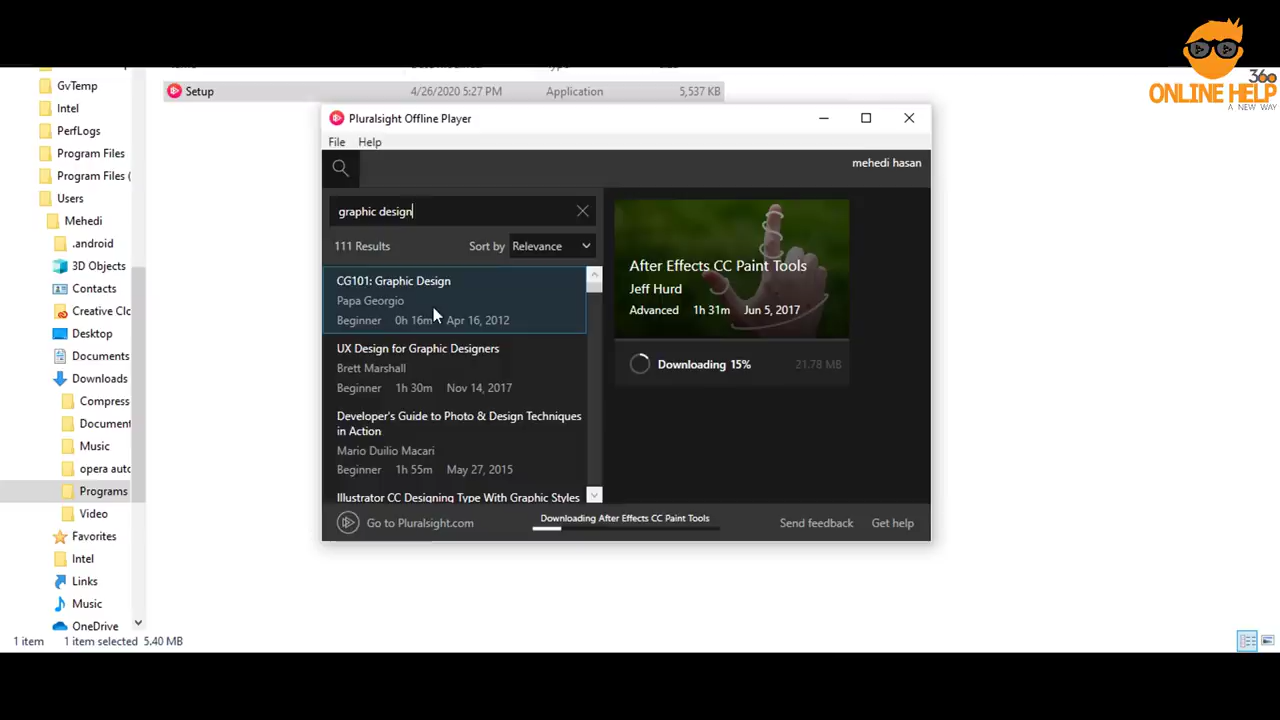 360
ONLINE HELP
A NEW WAY
GvTemp
Intel
PerfLogs
Program Files
Program Files (
Users
Mehedi
.android
3D Objects
Contacts
Creative Clo
Desktop
Documents
Downloads
Compress
Document
Music
opera auto
Programs
Video
Favorites
Intel
Links
Music
OneDrive
Setup 4/26/2020 5:27 PM Application 5,537 KB
Pluralsight Offline Player
File Help
mehedi hasan
graphic design
111 Results Sort by Relevance
CG101: Graphic Design
Papa Georgio
Beginner 0h 16m Apr 16, 2012
UX Design for Graphic Designers
Brett Marshall
Beginner 1h 30m Nov 14, 2017
Developer's Guide to Photo & Design Techniques
in Action
Mario Duilio Macari
Beginner 1h 55m May 27, 2015
Illustrator CC Designing Type With Graphic Styles
After Effects CC Paint Tools
Jeff Hurd
Advanced 1h 31m Jun 5, 2017
Downloading 15% 21.78 MB
Go to Pluralsight.com
Downloading After Effects CC Paint Tools
Send feedback Get help
1 item 1 item selected 5.40 MB